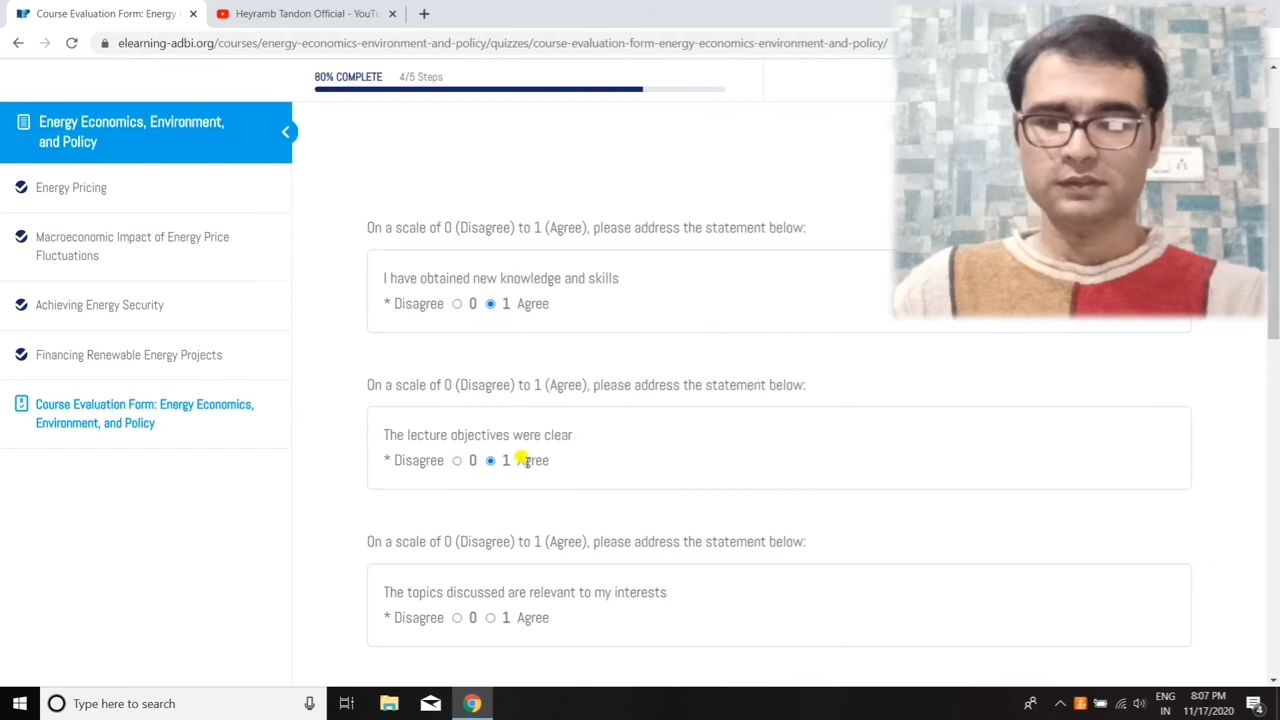 Course Evaluation Form: Energy
Heyramb Tandon Official - YouTu
elearning-adbi.org/courses/energy-economics-environment-and-policy/quizzes/course-evaluation-form-energy-economics-environment-and-policy/
80% COMPLETE 4/5 Steps
Energy Economics, Environment,
and Policy
Energy Pricing
Macroeconomic Impact of Energy Price
Fluctuations
Achieving Energy Security
Financing Renewable Energy Projects
Course Evaluation Form: Energy Economics,
Environment, and Policy
On a scale of 0 (Disagree) to 1 (Agree), please address the statement below:
I have obtained new knowledge and skills
* Disagree 0 1 Agree
On a scale of 0 (Disagree) to 1 (Agree), please address the statement below:
The lecture objectives were clear
* Disagree 0 1 Agree
On a scale of 0 (Disagree) to 1 (Agree), please address the statement below:
The topics discussed are relevant to my interests
* Disagree 0 1 Agree
Type here to search
ENG
IN
8:07 PM
11/17/2020
4